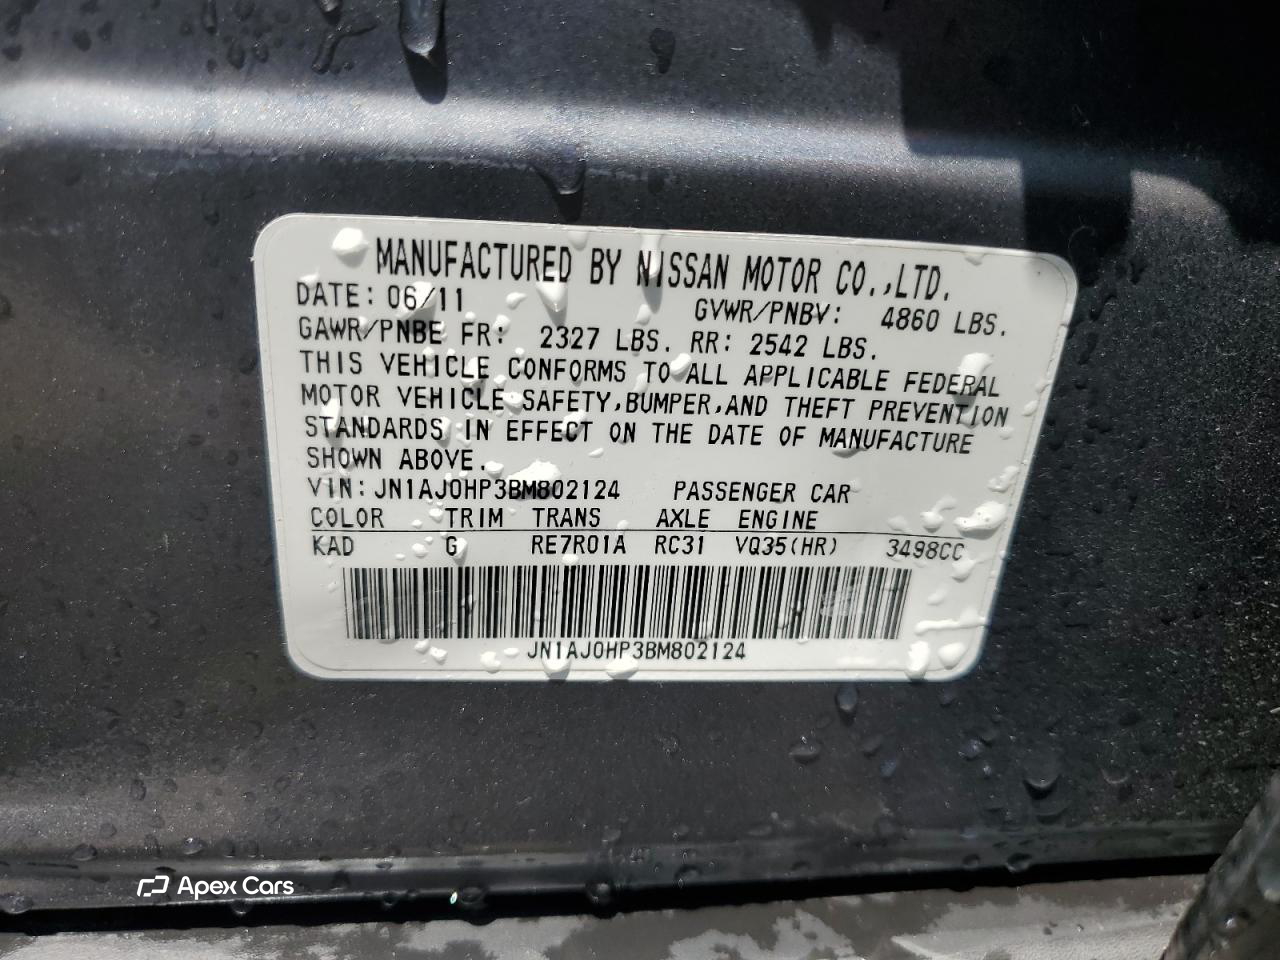 MANUFACTURED BY NISSAN MOTOR CO.,LTD.
DATE: 06/11 GVWR/PNBV: 4860 LBS.
GAWR/PNBE FR: 2327 LBS. RR: 2542 LBS.
THIS VEHICLE CONFORMS TO ALL APPLICABLE FEDERAL
MOTOR VEHICLE SAFETY,BUMPER,AND THEFT PREVENTION
STANDARDS IN EFFECT ON THE DATE OF MANUFACTURE
SHOWN ABOVE.
VIN:JN1AJ0HP3BM802124 PASSENGER CAR
COLOR TRIM TRANS AXLE ENGINE
KAD G RE7R01A RC31 VQ35(HR) 3498CC
JN1AJ0HP3BM802124
Apex Cars